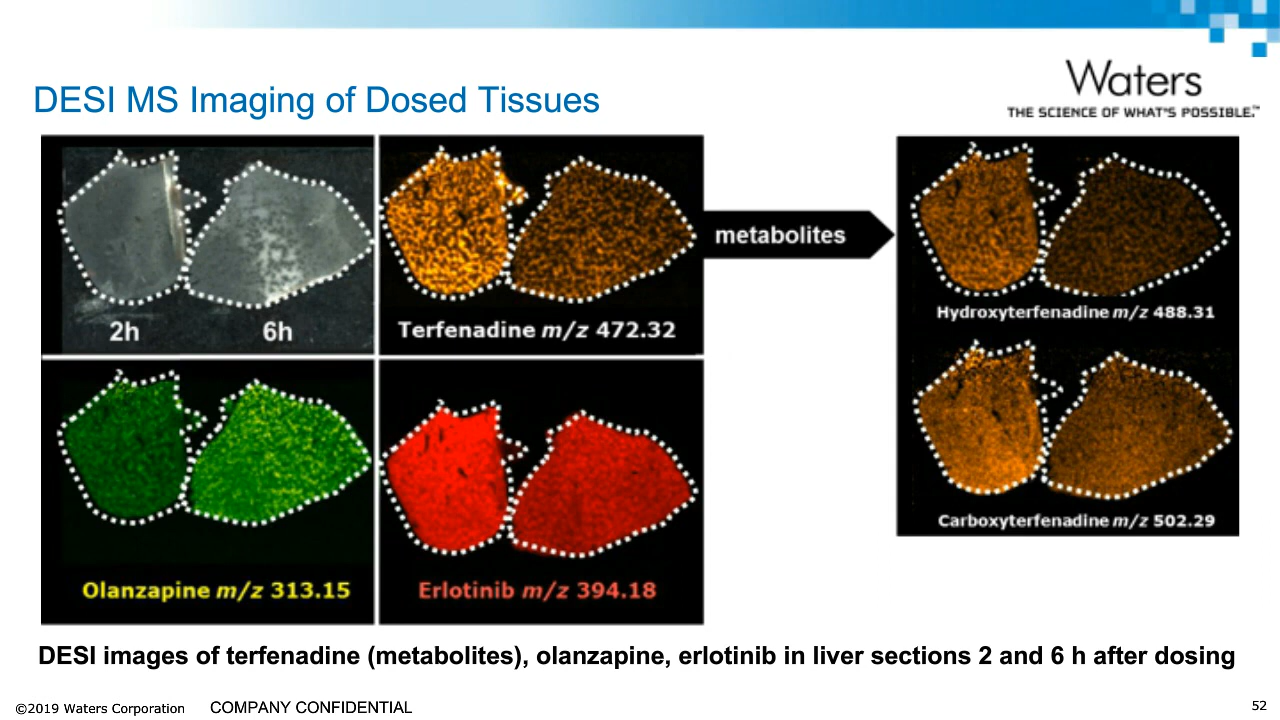 Waters
THE SCIENCE OF WHAT'S POSSIBLE.™
DESI MS Imaging of Dosed Tissues
2h 6h
Terfenadine m/z 472.32
metabolites
Hydroxyterfenadine m/z 488.31
Carboxyterfenadine m/z 502.29
Olanzapine m/z 313.15
Erlotinib m/z 394.18
DESI images of terfenadine (metabolites), olanzapine, erlotinib in liver sections 2 and 6 h after dosing
©2019 Waters Corporation COMPANY CONFIDENTIAL 52